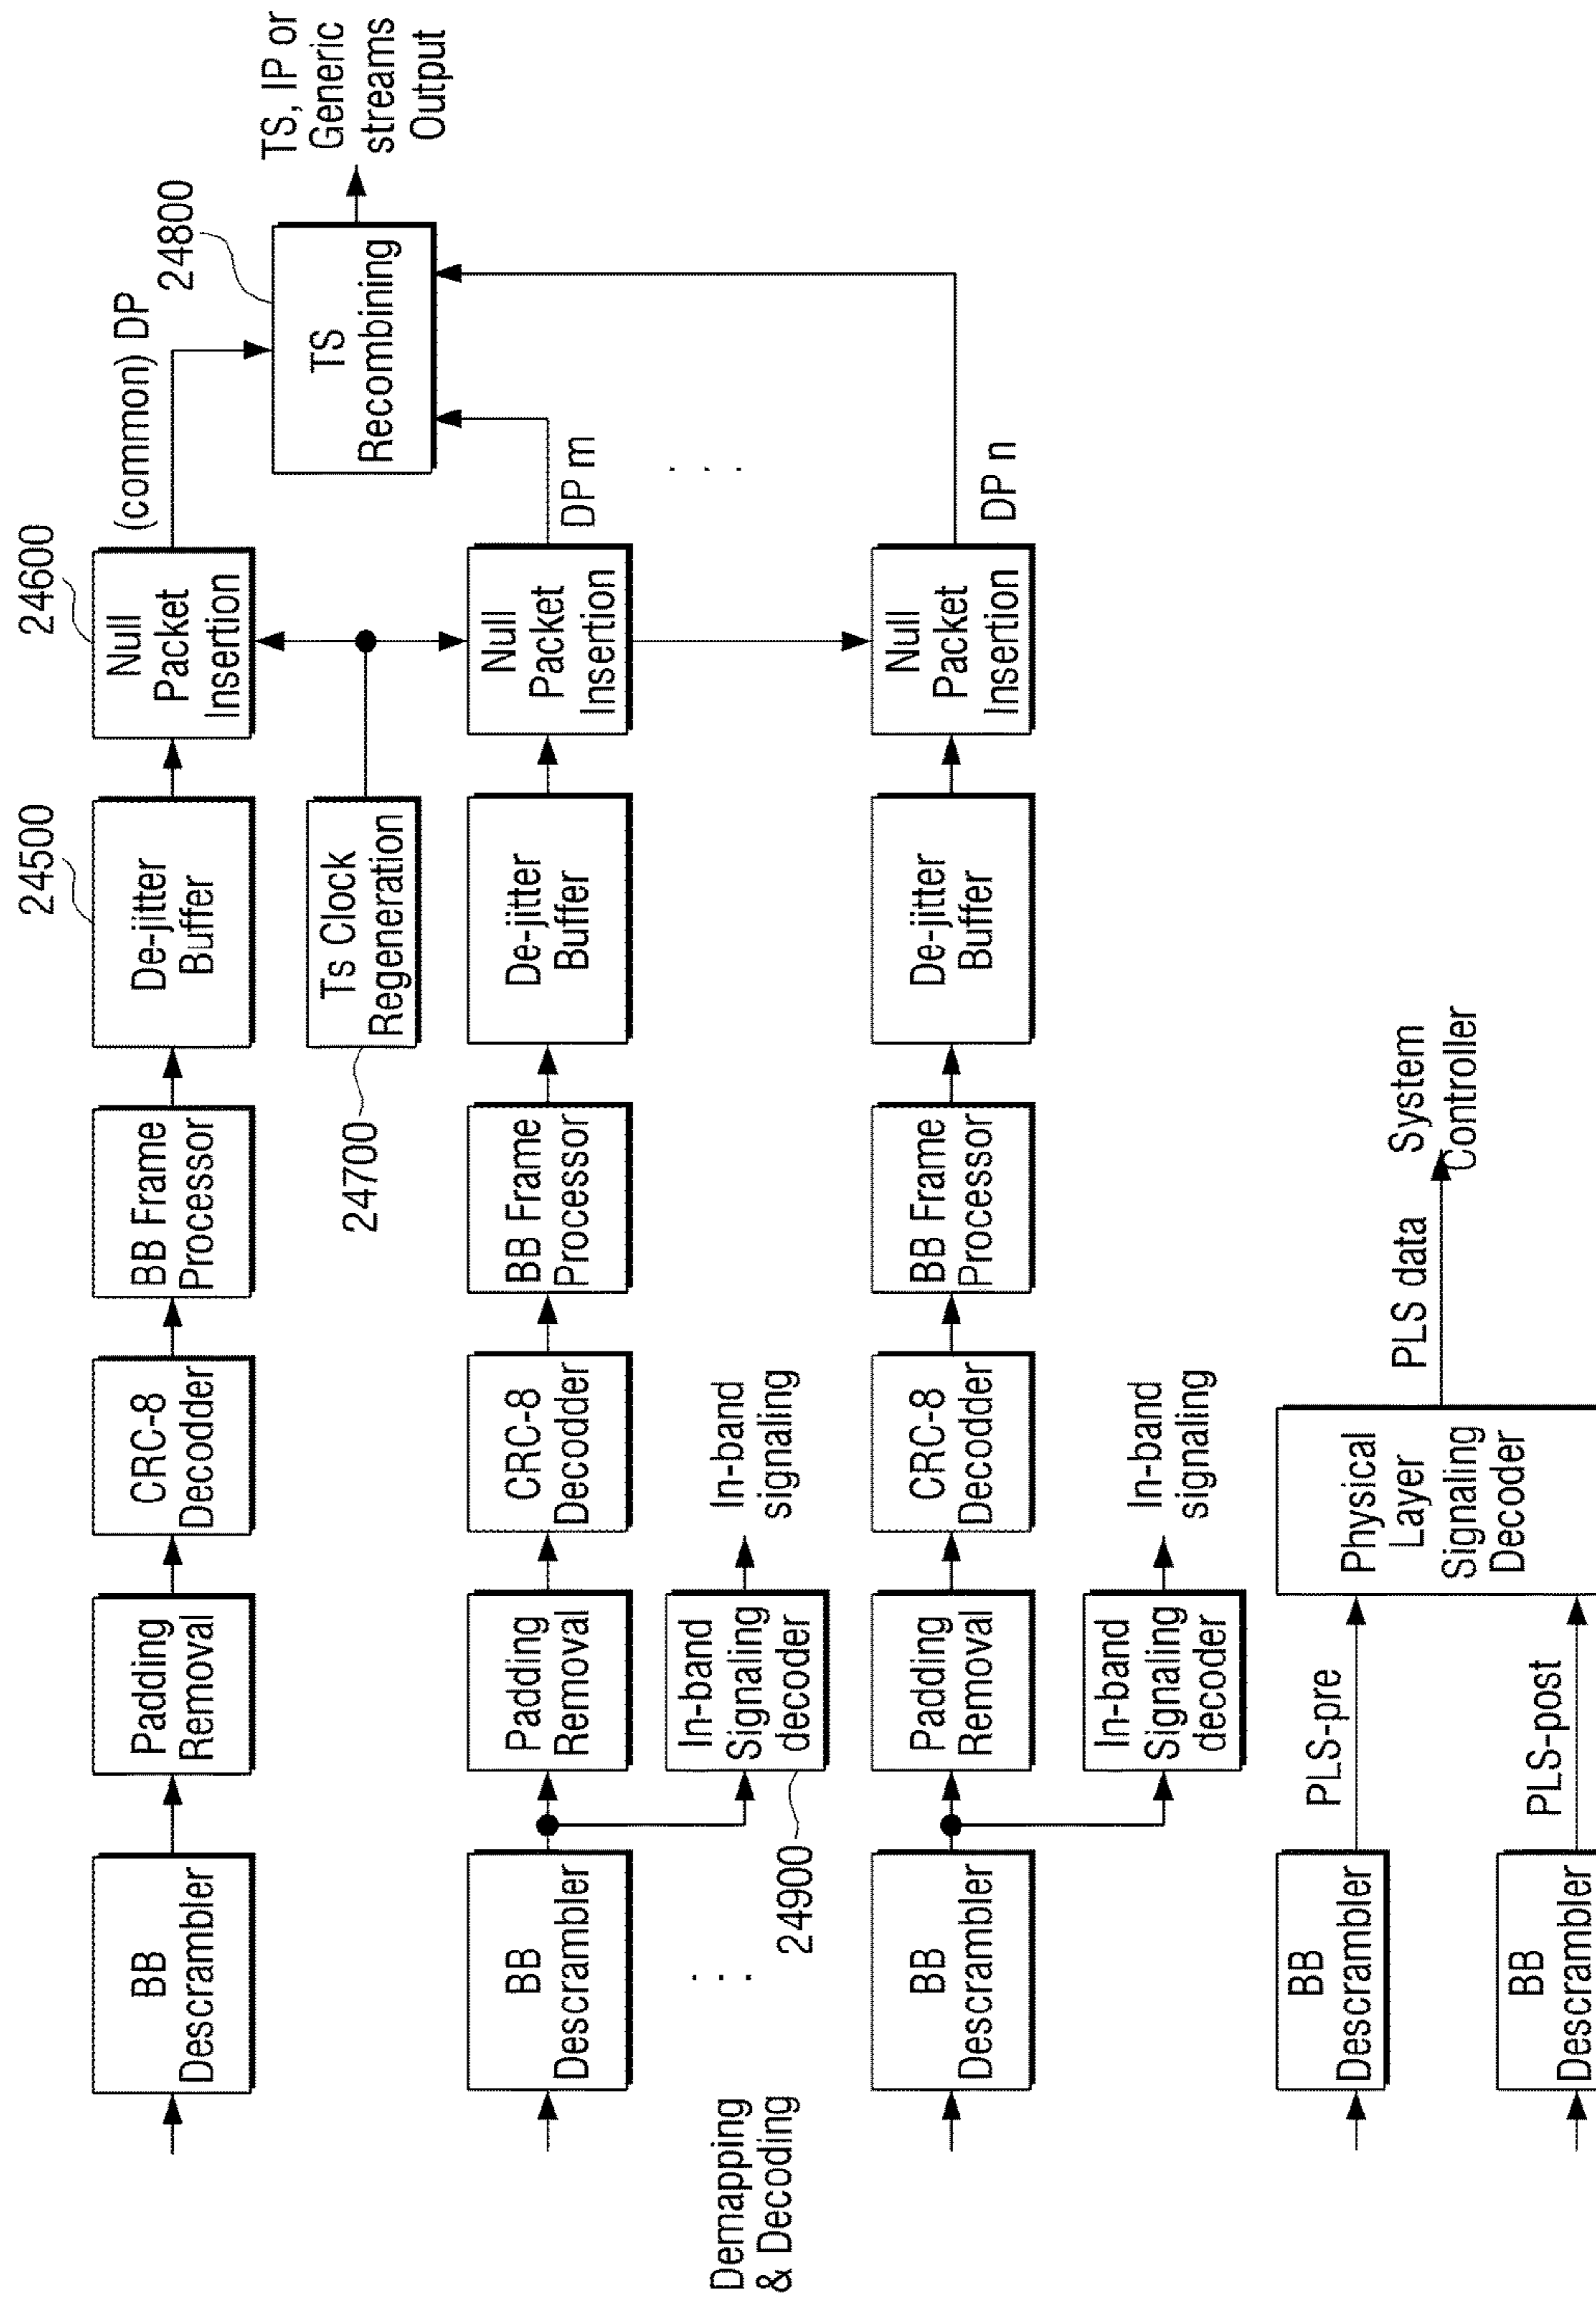 24500
24600
BB
Descrambler
Padding
Removal
CRC-8
Decodder
BB Frame
Processor
De-jitter
Buffer
Null
Packet
Insertion
(common) DP
24800
TS
Recombining
TS, IP or
Generic
streams
Output
24700
Ts Clock
Regeneration
BB
Descrambler
Padding
Removal
CRC-8
Decodder
BB Frame
Processor
De-jitter
Buffer
Null
Packet
Insertion
DP m
. . .
Demapping
& Decoding
. . .
24900
In-band
Signaling
decoder
In-band
signaling
BB
Descrambler
Padding
Removal
CRC-8
Decodder
BB Frame
Processor
De-jitter
Buffer
Null
Packet
Insertion
DP n
In-band
Signaling
decoder
In-band
signaling
BB
Descrambler
PLS-pre
Physical
Layer
Signaling
Decoder
PLS data
System
Controller
BB
Descrambler
PLS-post